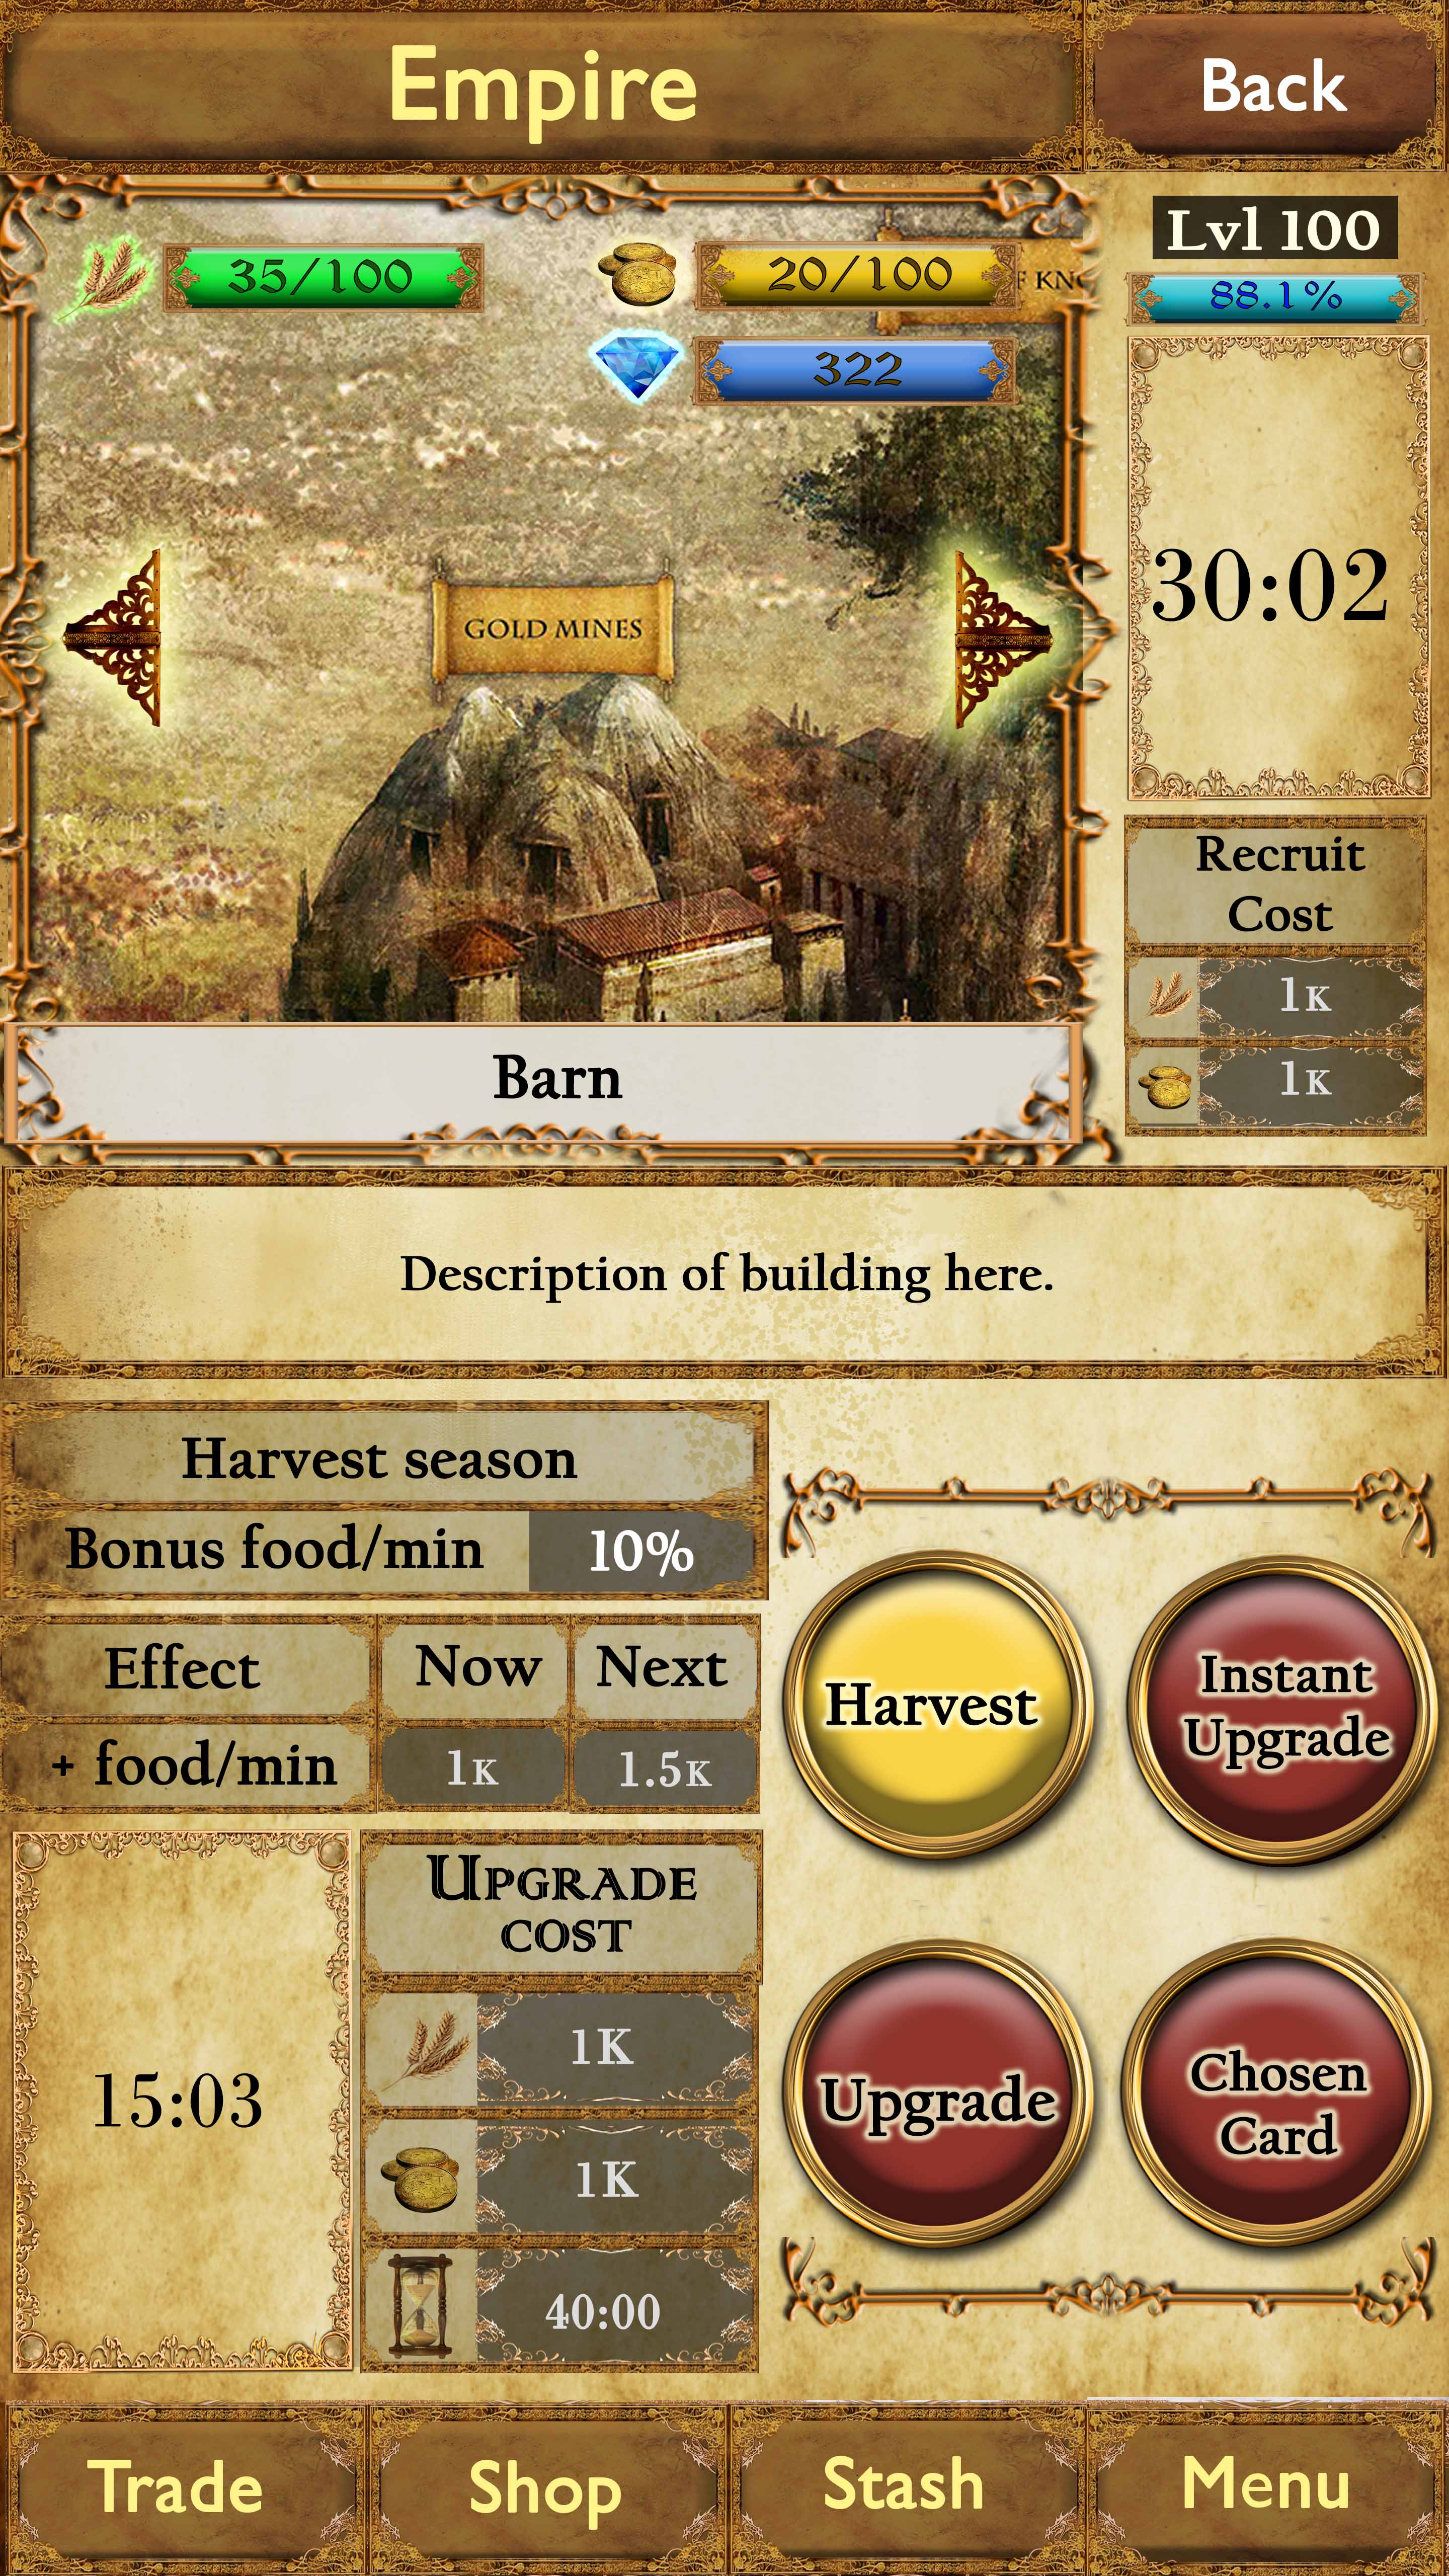 Empire
Back
Lvl 100
35/100
20/100
88.1%
322
30:02
GOLD MINES
Recruit
Cost
1K
1K
Barn
Description of building here.
Harvest season
Bonus food/min
10%
Effect
Now
Next
+ food/min
1K
1.5K
Harvest
Instant
Upgrade
UPGRADE
COST
15:03
1K
1K
40:00
Upgrade
Chosen
Card
Trade
Shop
Stash
Menu